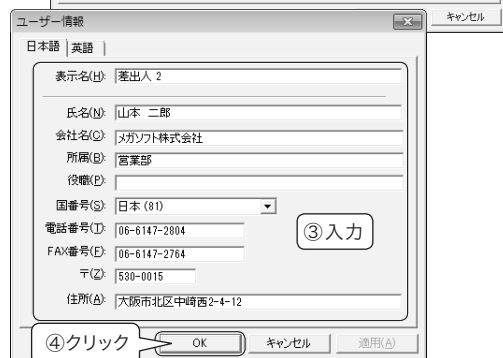 キャンセル
ユーザー情報
日本語 英語
表示名(H): 差出人 2
氏名(N): 山本 二郎
会社名(C): メガソフト株式会社
所属(B): 営業部
役職(P):
国番号(S): 日本 (81)
電話番号(T): 06-6147-2804
③入力
FAX番号(F): 06-6147-2764
〒(Z): 530-0015
住所(A): 大阪市北区中崎西2-4-12
④クリック OK キャンセル 適用(A)